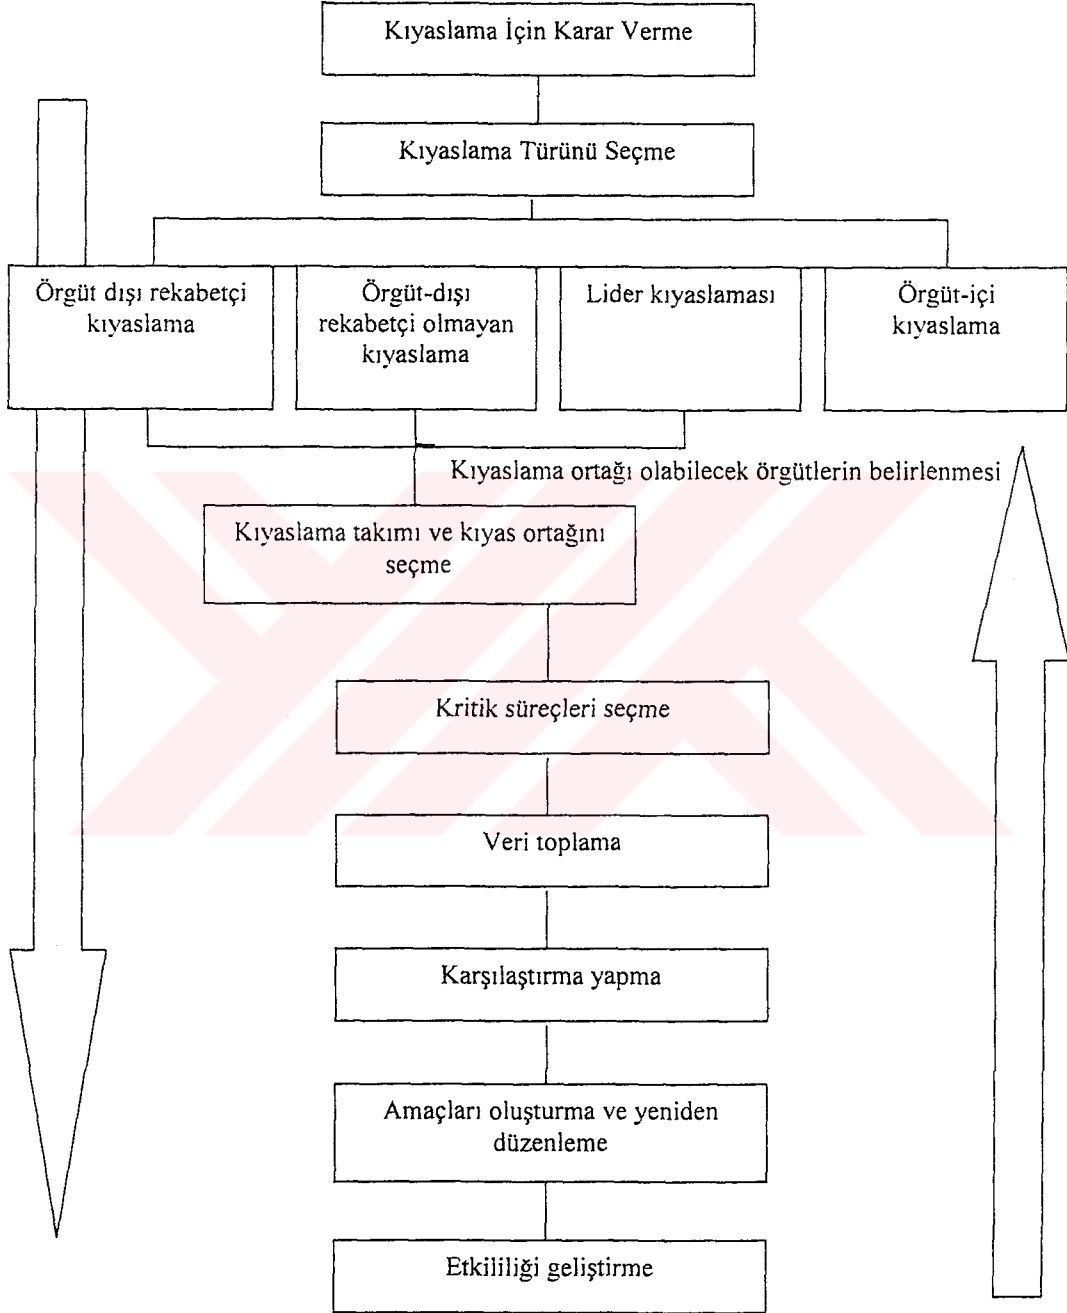 Kıyaslama İçin Karar Verme
Kıyaslama Türünü Seçme
Örgüt dışı rekabetçi
kıyaslama
Örgüt-dışı
rekabetçi olmayan
kıyaslama
Lider kıyaslaması
Örgüt-içi
kıyaslama
Kıyaslama ortağı olabilecek örgütlerin belirlenmesi
Kıyaslama takımı ve kıyas ortağını
seçme
Kritik süreçleri seçme
Veri toplama
Karşılaştırma yapma
Amaçları oluşturma ve yeniden
düzenleme
Etkililiği geliştirme